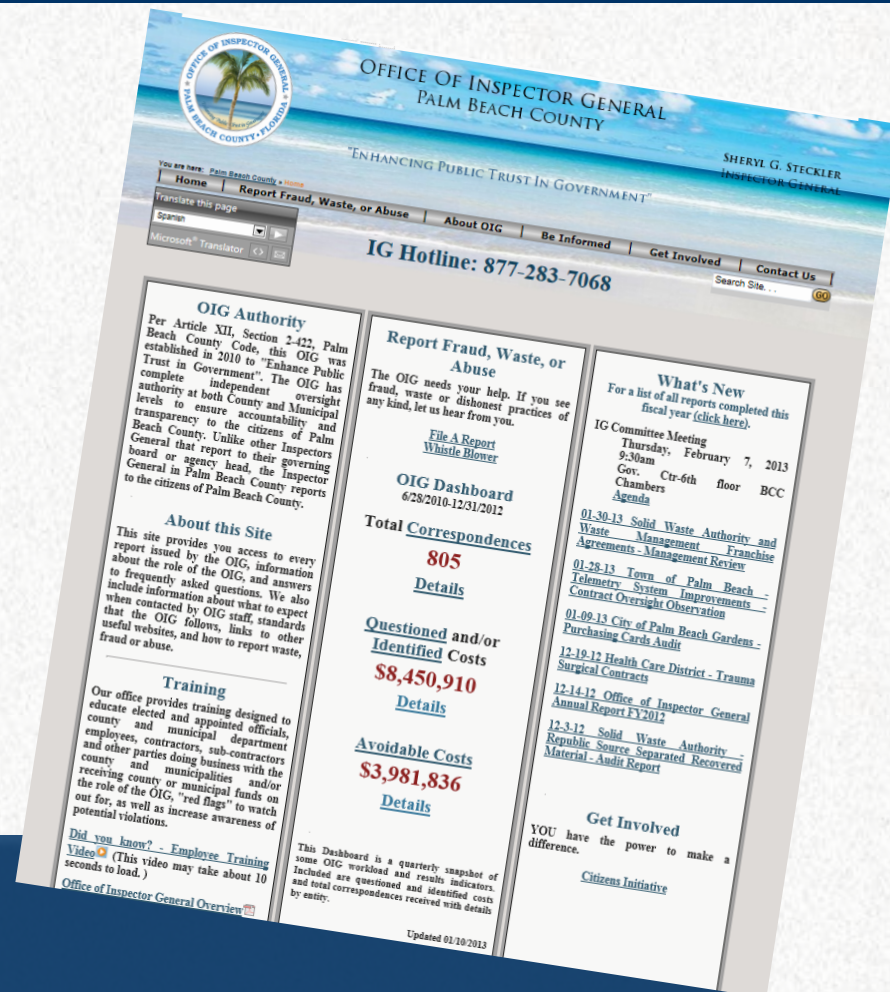 OFFICE OF INSPECTOR GENERAL
PALM BEACH COUNTY
OFFICE OF INSPECTOR GENERAL
PALM BEACH COUNTY • FLORIDA
"ENHANCING PUBLIC TRUST IN GOVERNMENT"
SHERYL G. STECKLER
INSPECTOR GENERAL
You are here: Palm Beach County » Home
Home | Report Fraud, Waste, or Abuse | About OIG | Be Informed | Get Involved | Contact Us
Translate this page
Spanish
Microsoft® Translator
IG Hotline: 877-283-7068
Search Site. . .
GO
OIG Authority
Per Article XII, Section 2-422, Palm
Beach County Code, this OIG was
established in 2010 to "Enhance Public
Trust in Government". The OIG has
complete independent oversight
authority at both County and Municipal
levels to ensure accountability and
transparency to the citizens of Palm
Beach County. Unlike other Inspectors
General that report to their governing
board or agency head, the Inspector
General in Palm Beach County reports
to the citizens of Palm Beach County.
About this Site
This site provides you access to every
report issued by the OIG, information
about the role of the OIG, and answers
to frequently asked questions. We also
include information about what to expect
when contacted by OIG staff, standards
that the OIG follows, links to other
useful websites, and how to report waste,
fraud or abuse.
Training
Our office provides training designed to
educate elected and appointed officials,
county and municipal department
employees, contractors, sub-contractors
and other parties doing business with the
county and municipalities and/or
receiving county or municipal funds on
the role of the OIG, "red flags" to watch
out for, as well as increase awareness of
potential violations.
Did you know? - Employee Training
Video (This video may take about 10
seconds to load. )
Office of Inspector General Overview
Report Fraud, Waste, or
Abuse
The OIG needs your help. If you see
fraud, waste or dishonest practices of
any kind, let us hear from you.
File A Report
Whistle Blower
OIG Dashboard
6/28/2010-12/31/2012
Total Correspondences
805
Details
Questioned and/or
Identified Costs
$8,450,910
Details
Avoidable Costs
$3,981,836
Details
This Dashboard is a quarterly snapshot of
some OIG workload and results indicators.
Included are questioned and identified costs
and total correspondences received with details
by entity.
Updated 01/10/2013
What's New
For a list of all reports completed this
fiscal year (click here).
IG Committee Meeting
Thursday, February 7, 2013
9:30am
Gov. Ctr-6th floor BCC
Chambers
Agenda
01-30-13 Solid Waste Authority and
Waste Management Franchise
Agreements - Management Review
01-28-13 Town of Palm Beach -
Telemetry System Improvements -
Contract Oversight Observation
01-09-13 City of Palm Beach Gardens -
Purchasing Cards Audit
12-19-12 Health Care District - Trauma
Surgical Contracts
12-14-12 Office of Inspector General
Annual Report FY2012
12-3-12 Solid Waste Authority -
Republic Source Separated Recovered
Material - Audit Report
Get Involved
YOU have the power to make a
difference.
Citizens Initiative